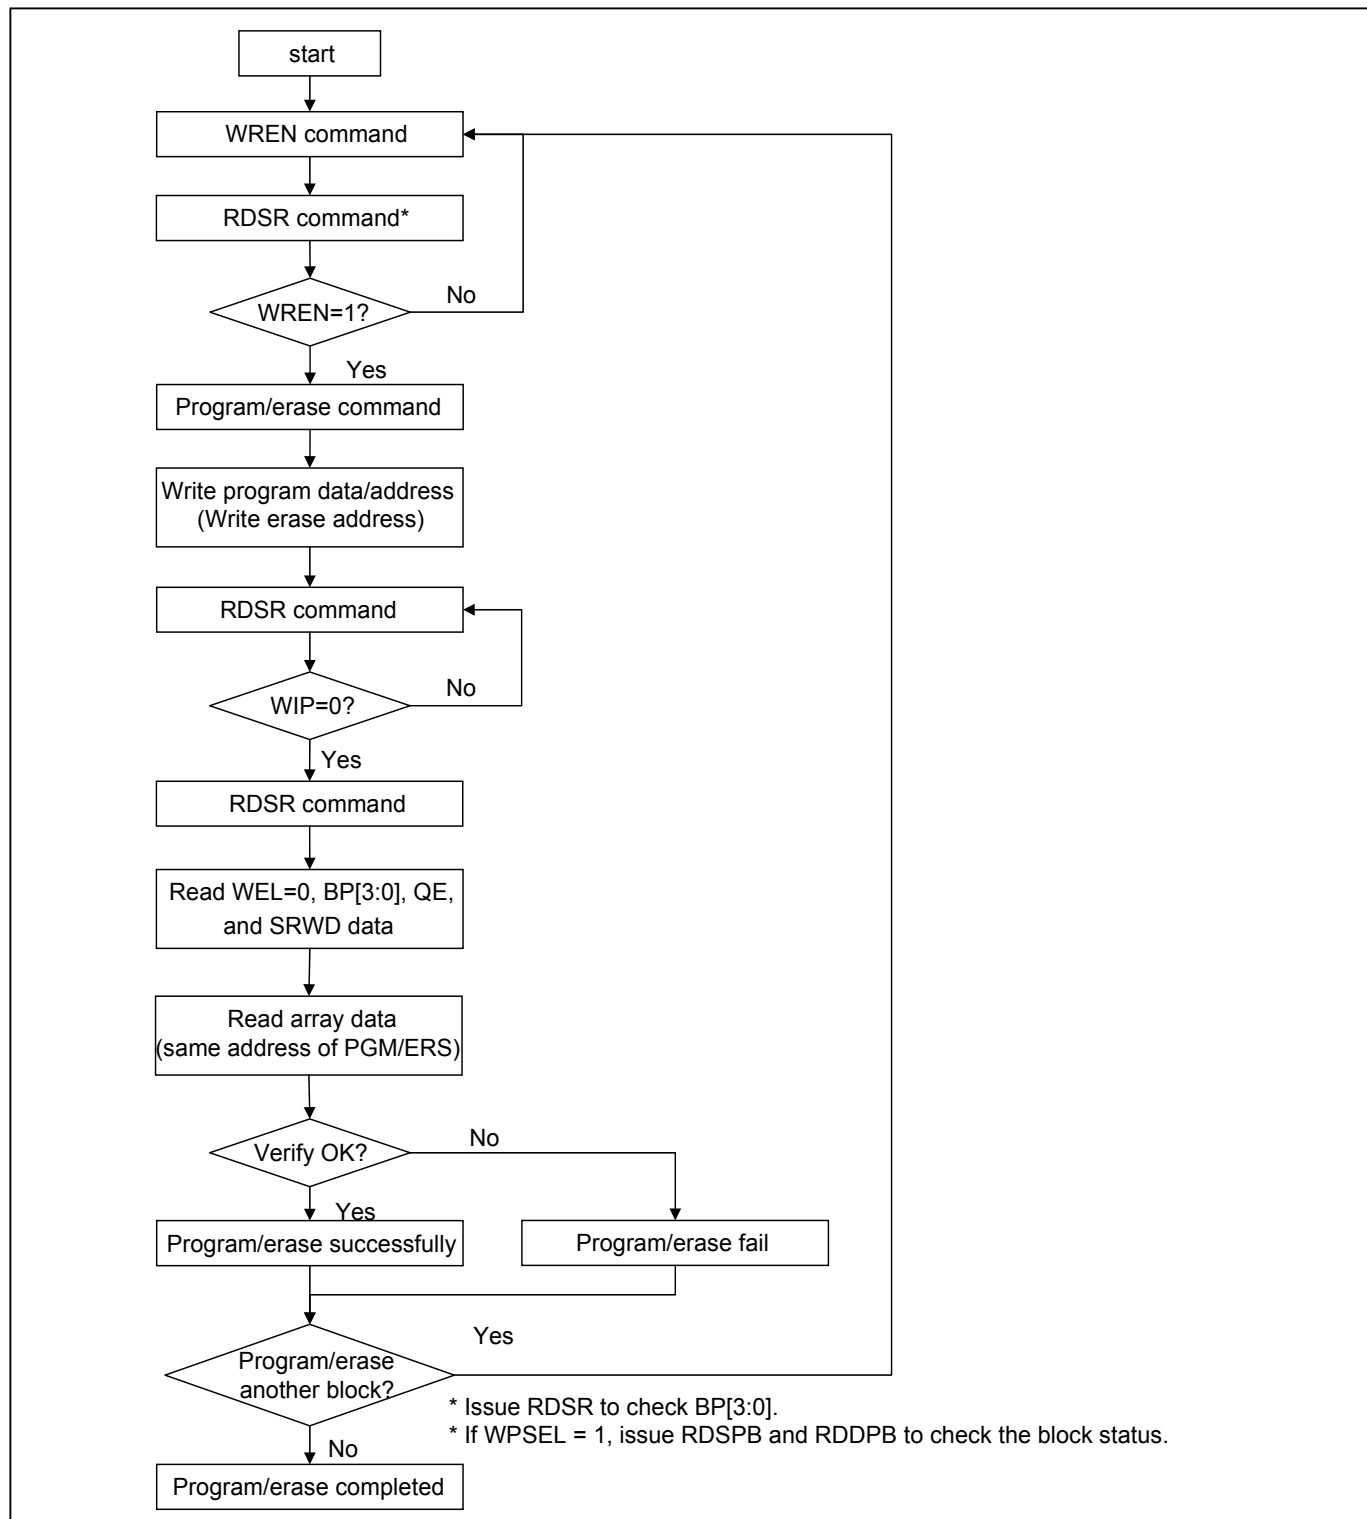 start
WREN command
RDSR command*
WREN=1?
No
Yes
Program/erase command
Write program data/address
(Write erase address)
RDSR command
WIP=0?
No
Yes
RDSR command
Read WEL=0, BP[3:0], QE,
and SRWD data
Read array data
(same address of PGM/ERS)
Verify OK?
No
Yes
Program/erase successfully
Program/erase fail
Yes
Program/erase
another block?
* Issue RDSR to check BP[3:0].
* If WPSEL = 1, issue RDSPB and RDDPB to check the block status.
No
Program/erase completed